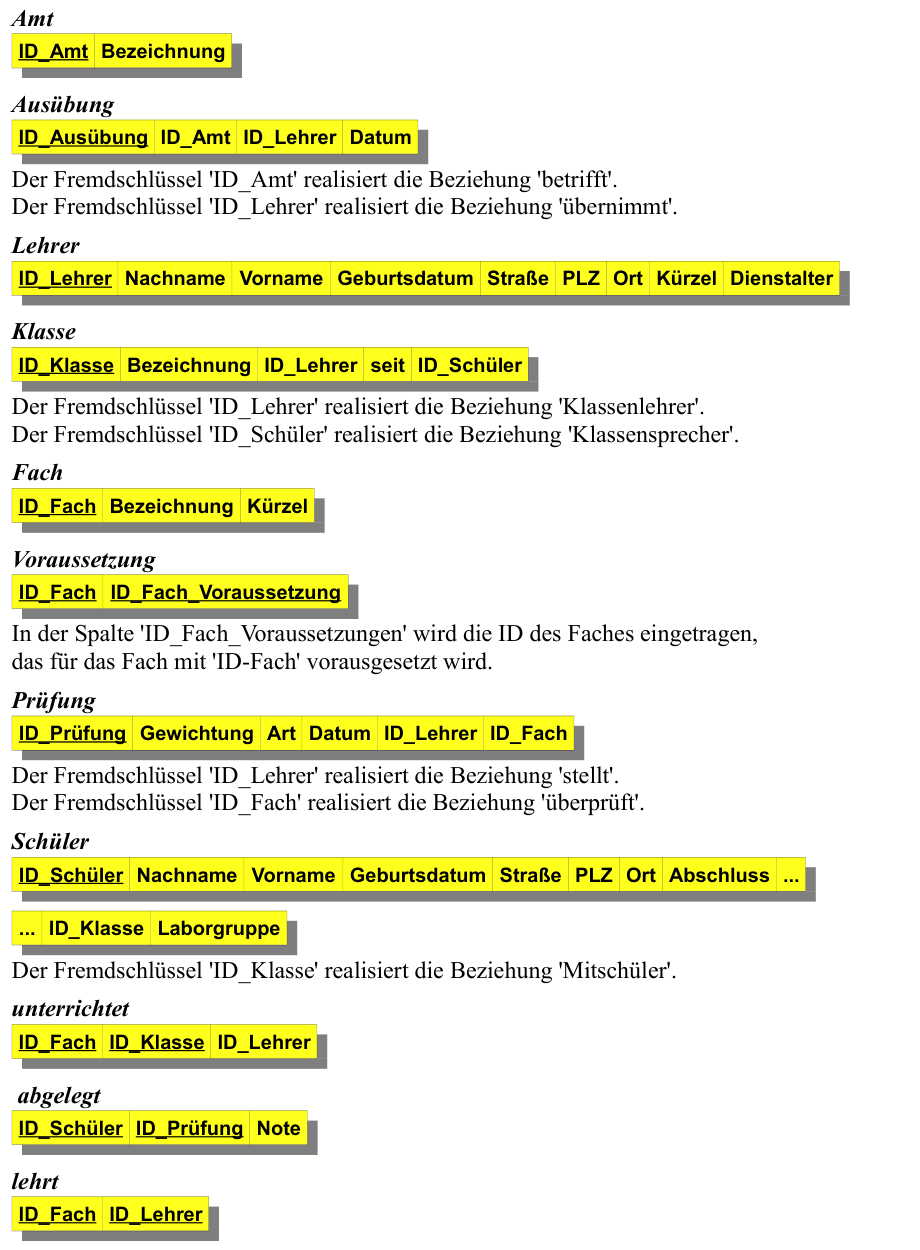 Amt
ID_Amt Bezeichnung
Ausübung
ID_Ausübung ID_Amt ID_Lehrer Datum
Der Fremdschlüssel 'ID_Amt' realisiert die Beziehung 'betrifft'.
Der Fremdschlüssel 'ID_Lehrer' realisiert die Beziehung 'übernimmt'.
Lehrer
ID_Lehrer Nachname Vorname Geburtsdatum Straße PLZ Ort Kürzel Dienstalter
Klasse
ID_Klasse Bezeichnung ID_Lehrer seit ID_Schüler
Der Fremdschlüssel 'ID_Lehrer' realisiert die Beziehung 'Klassenlehrer'.
Der Fremdschlüssel 'ID_Schüler' realisiert die Beziehung 'Klassensprecher'.
Fach
ID_Fach Bezeichnung Kürzel
Voraussetzung
ID_Fach ID_Fach_Voraussetzung
In der Spalte 'ID_Fach_Voraussetzungen' wird die ID des Faches eingetragen,
das für das Fach mit 'ID-Fach' vorausgesetzt wird.
Prüfung
ID_Prüfung Gewichtung Art Datum ID_Lehrer ID_Fach
Der Fremdschlüssel 'ID_Lehrer' realisiert die Beziehung 'stellt'.
Der Fremdschlüssel 'ID_Fach' realisiert die Beziehung 'überprüft'.
Schüler
ID_Schüler Nachname Vorname Geburtsdatum Straße PLZ Ort Abschluss ...
... ID_Klasse Laborgruppe
Der Fremdschlüssel 'ID_Klasse' realisiert die Beziehung 'Mitschüler'.
unterrichtet
ID_Fach ID_Klasse ID_Lehrer
abgelegt
ID_Schüler ID_Prüfung Note
lehrt
ID_Fach ID_Lehrer